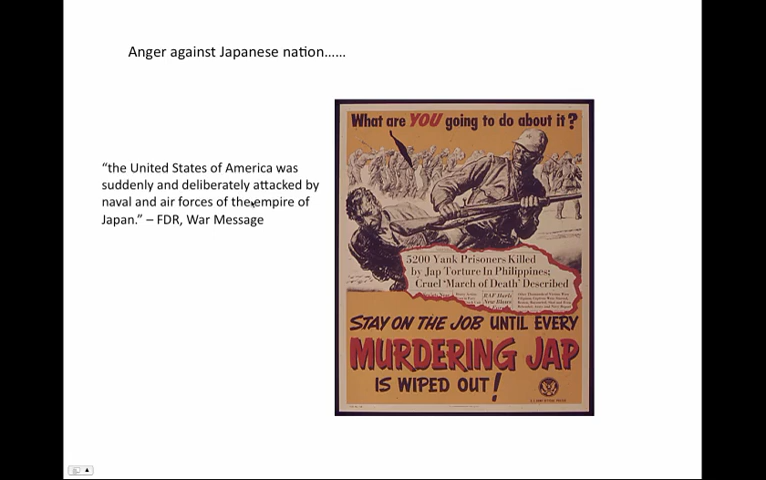 Anger against Japanese nation......
“the United States of America was
suddenly and deliberately attacked by
naval and air forces of the empire of
Japan.” – FDR, War Message
What are YOU going to do about it?
5200 Yank Prisoners Killed
by Jap Torture In Philippines;
Cruel ‘March of Death’ Described
STAY ON THE JOB UNTIL EVERY
MURDERING JAP
IS WIPED OUT!